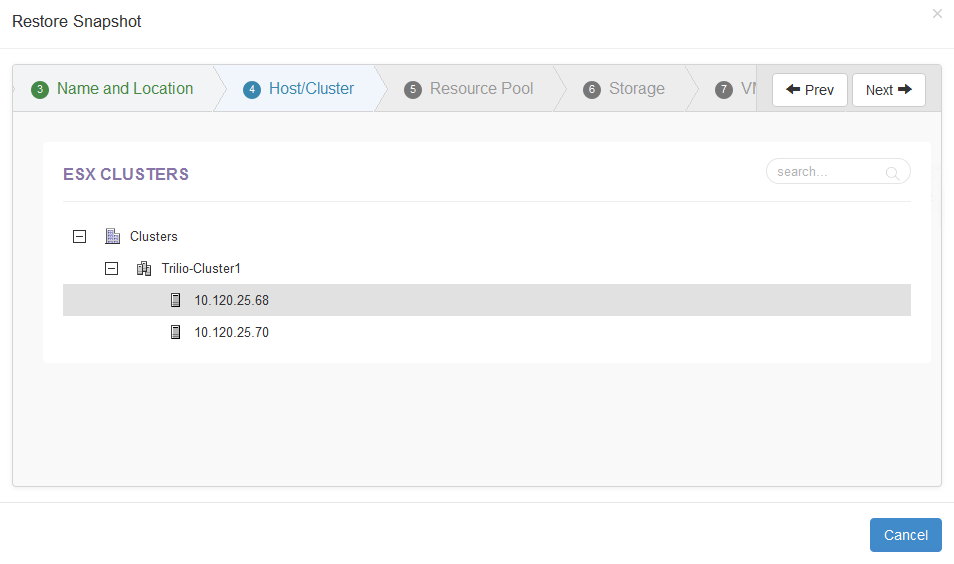 Restore Snapshot
×
3 Name and Location 4 Host/Cluster 5 Resource Pool 6 Storage 7 Prev Next
ESX CLUSTERS search...
Clusters
Trilio-Cluster1
10.120.25.68
10.120.25.70
Cancel